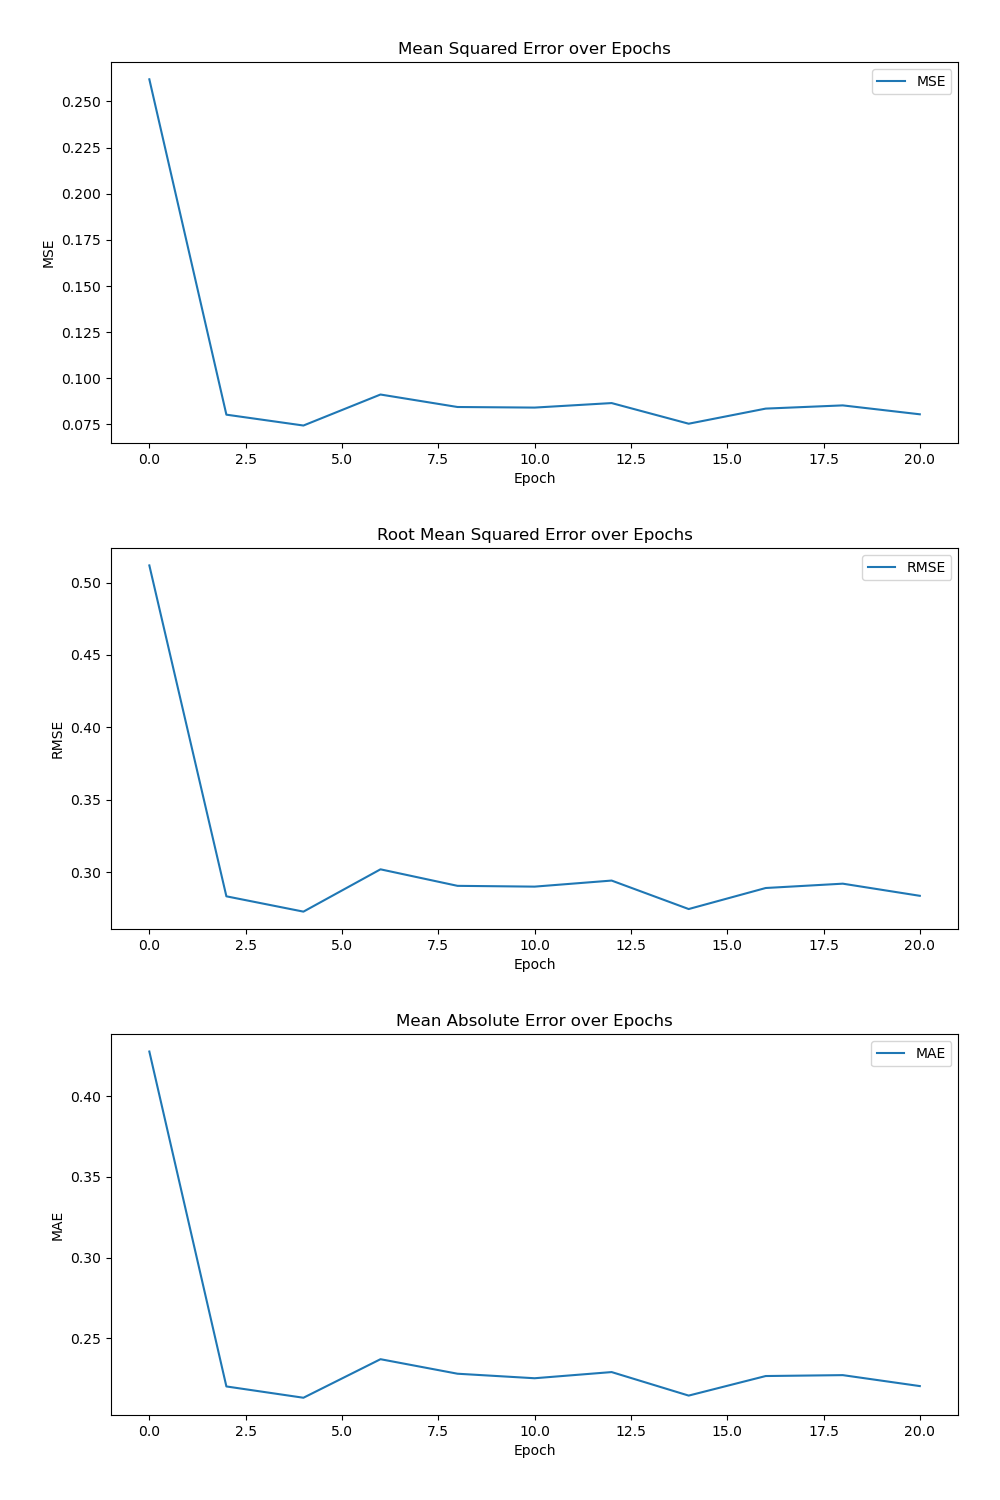 Mean Squared Error over Epochs
MSE
0.250
0.225
0.200
0.175
0.150
0.125
0.100
0.075
MSE
0.0 2.5 5.0 7.5 10.0 12.5 15.0 17.5 20.0
Epoch
Root Mean Squared Error over Epochs
RMSE
0.50
0.45
0.40
0.35
0.30
RMSE
0.0 2.5 5.0 7.5 10.0 12.5 15.0 17.5 20.0
Epoch
Mean Absolute Error over Epochs
MAE
0.40
0.35
0.30
0.25
MAE
0.0 2.5 5.0 7.5 10.0 12.5 15.0 17.5 20.0
Epoch